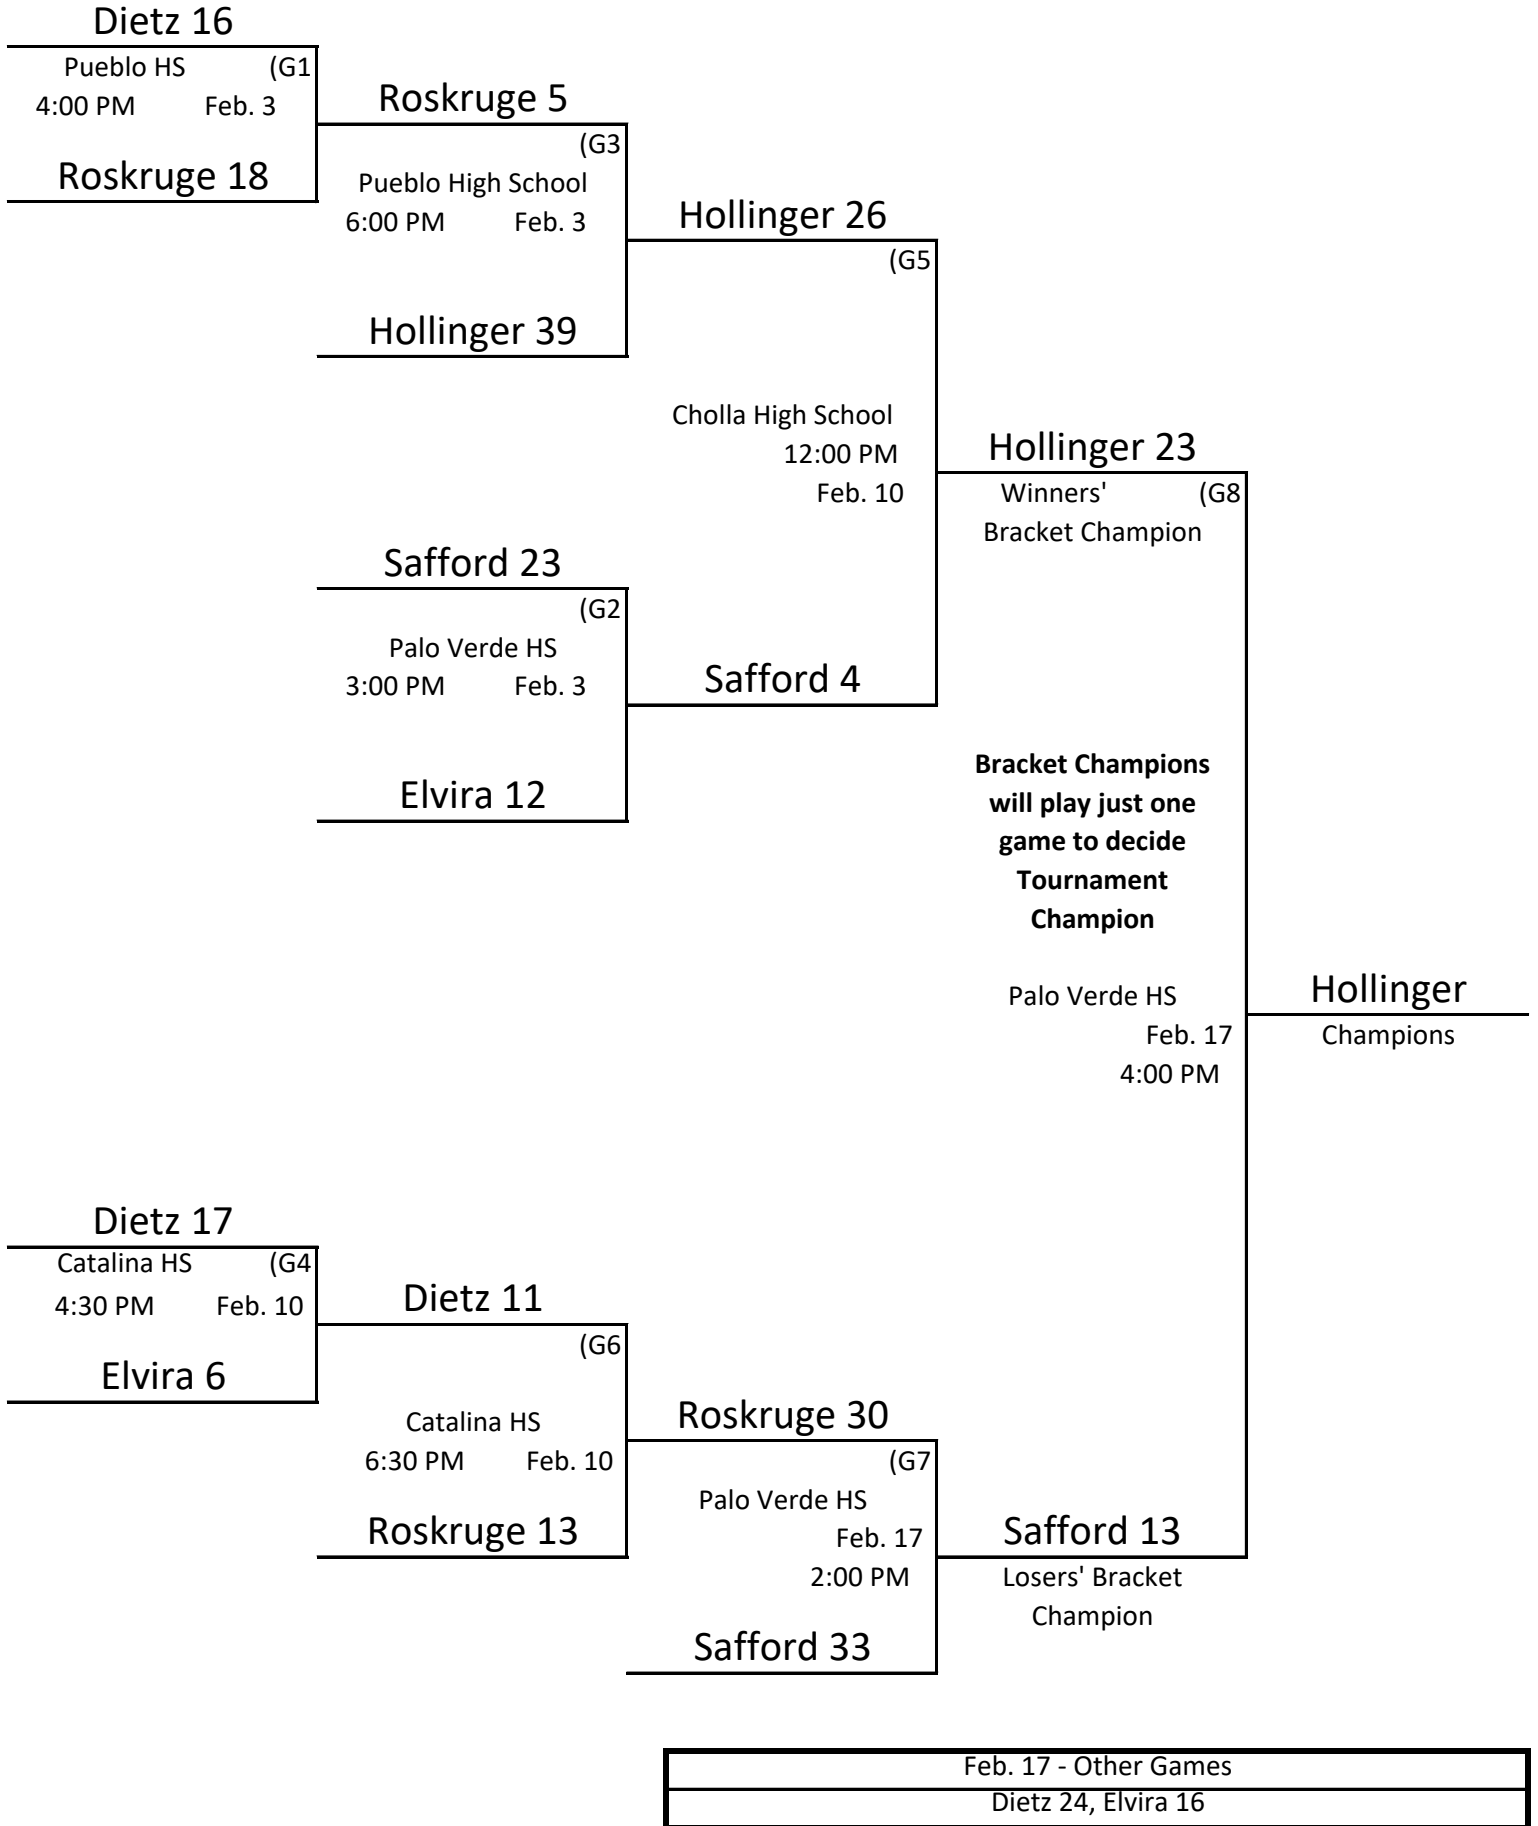 Dietz 16
Pueblo HS (G1
4:00 PM Feb. 3
Roskruge 18
Roskruge 5
(G3
Pueblo High School
6:00 PM Feb. 3
Hollinger 39
Hollinger 26
(G5
Cholla High School
12:00 PM
Feb. 10
Safford 23
(G2
Palo Verde HS
3:00 PM Feb. 3
Elvira 12
Safford 4
Hollinger 23
Winners' (G8
Bracket Champion
Bracket Champions
will play just one
game to decide
Tournament
Champion
Palo Verde HS
Feb. 17
4:00 PM
Hollinger
Champions
Dietz 17
Catalina HS (G4
4:30 PM Feb. 10
Elvira 6
Dietz 11
(G6
Catalina HS
6:30 PM Feb. 10
Roskruge 13
Roskruge 30
(G7
Palo Verde HS
Feb. 17
2:00 PM
Safford 33
Safford 13
Losers' Bracket
Champion
Feb. 17 - Other Games
Dietz 24, Elvira 16